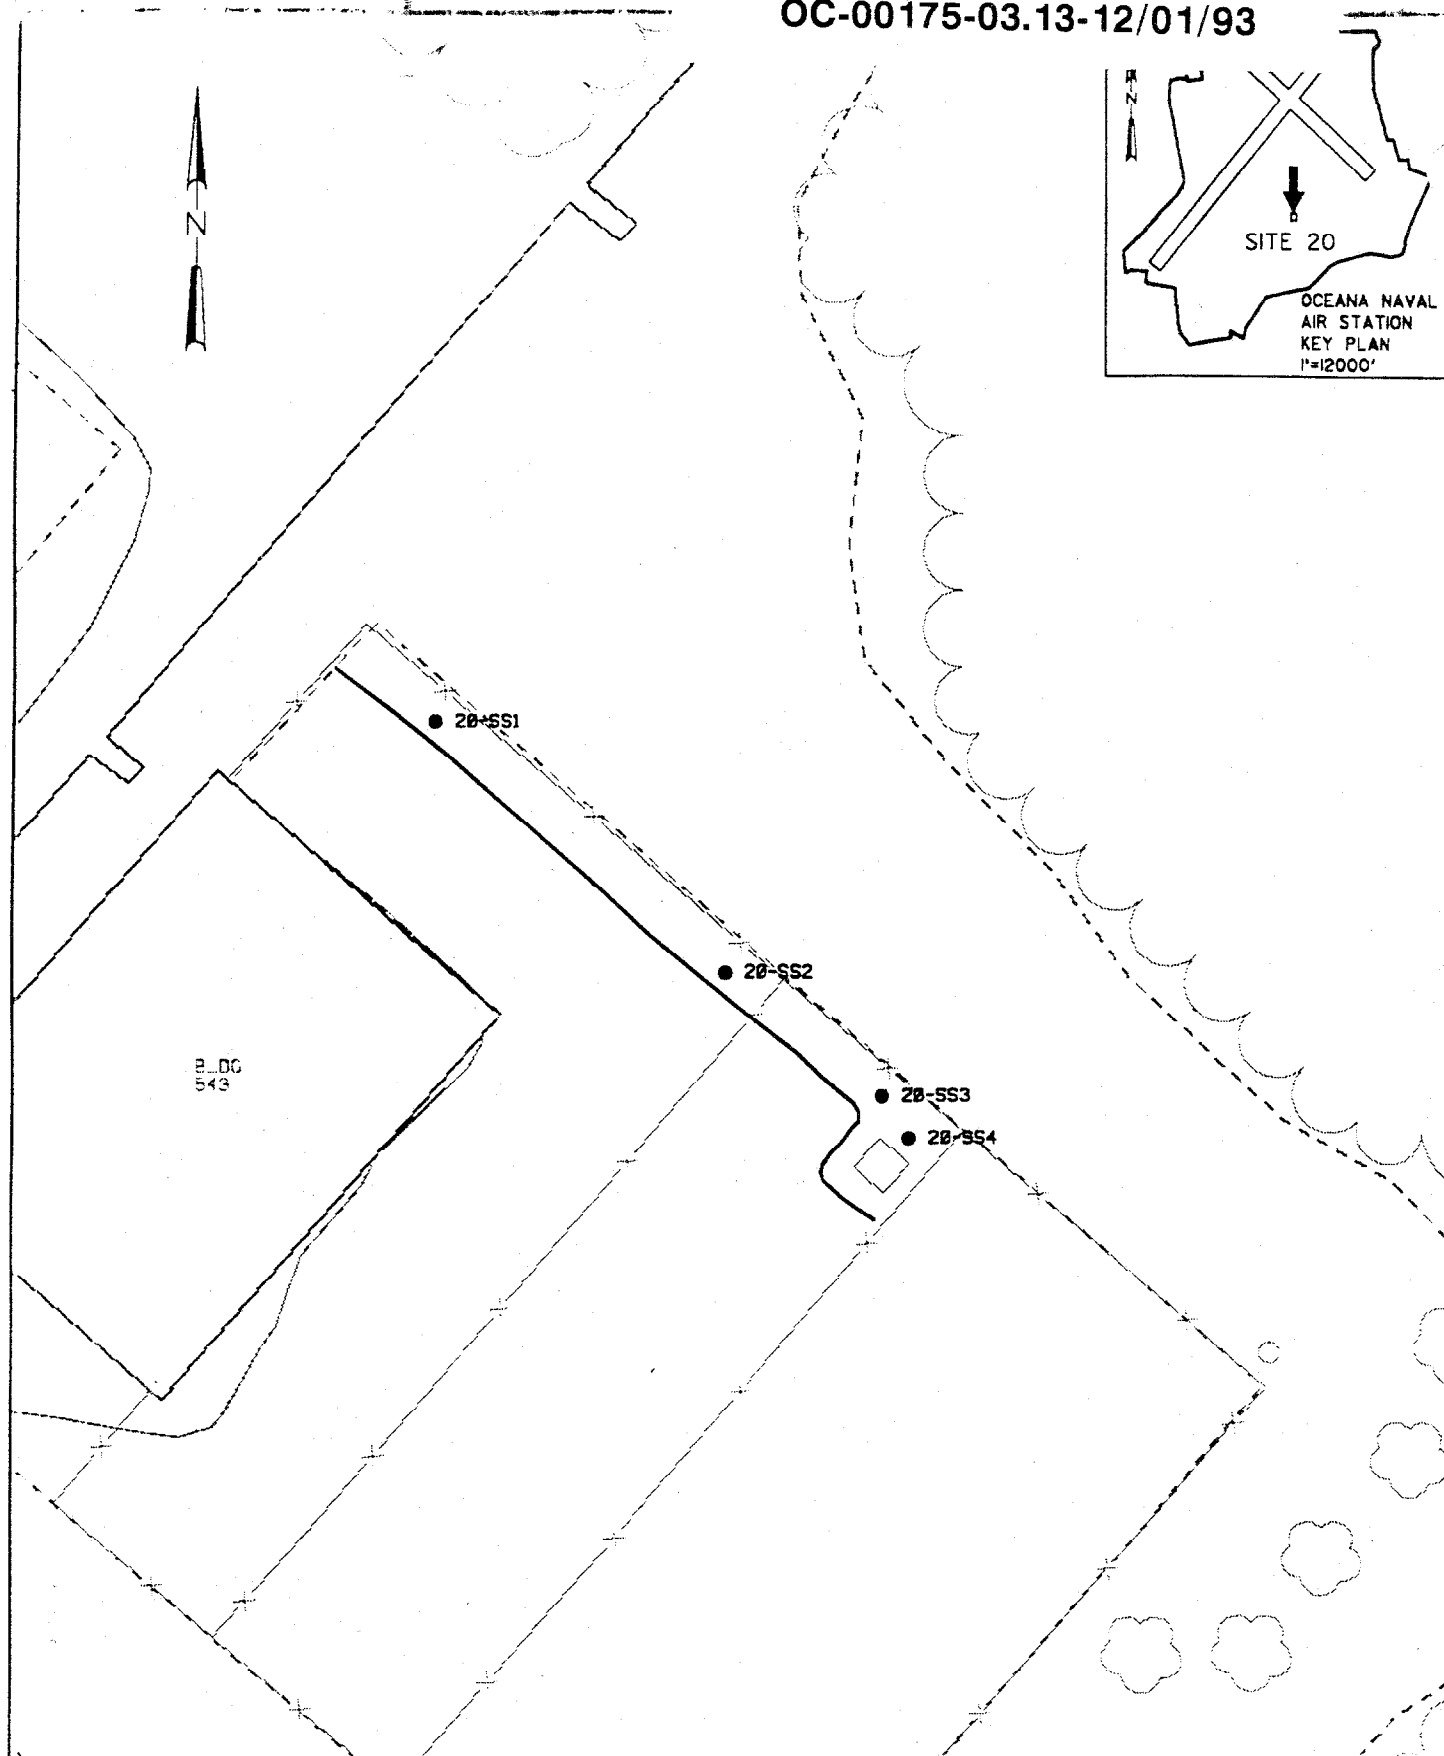 OC-00175-03.13-12/01/93
N
N
SITE 20
OCEANA NAVAL
AIR STATION
KEY PLAN
1"=12000'
20-SS1
20-SS2
20-SS3
20-SS4
543